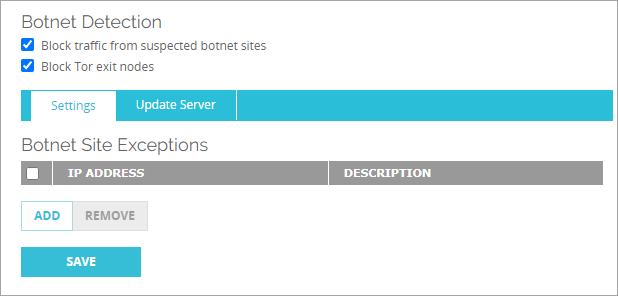 Botnet Detection
Block traffic from suspected botnet sites
Block Tor exit nodes
Settings Update Server
Botnet Site Exceptions
IP ADDRESS DESCRIPTION
ADD REMOVE
SAVE